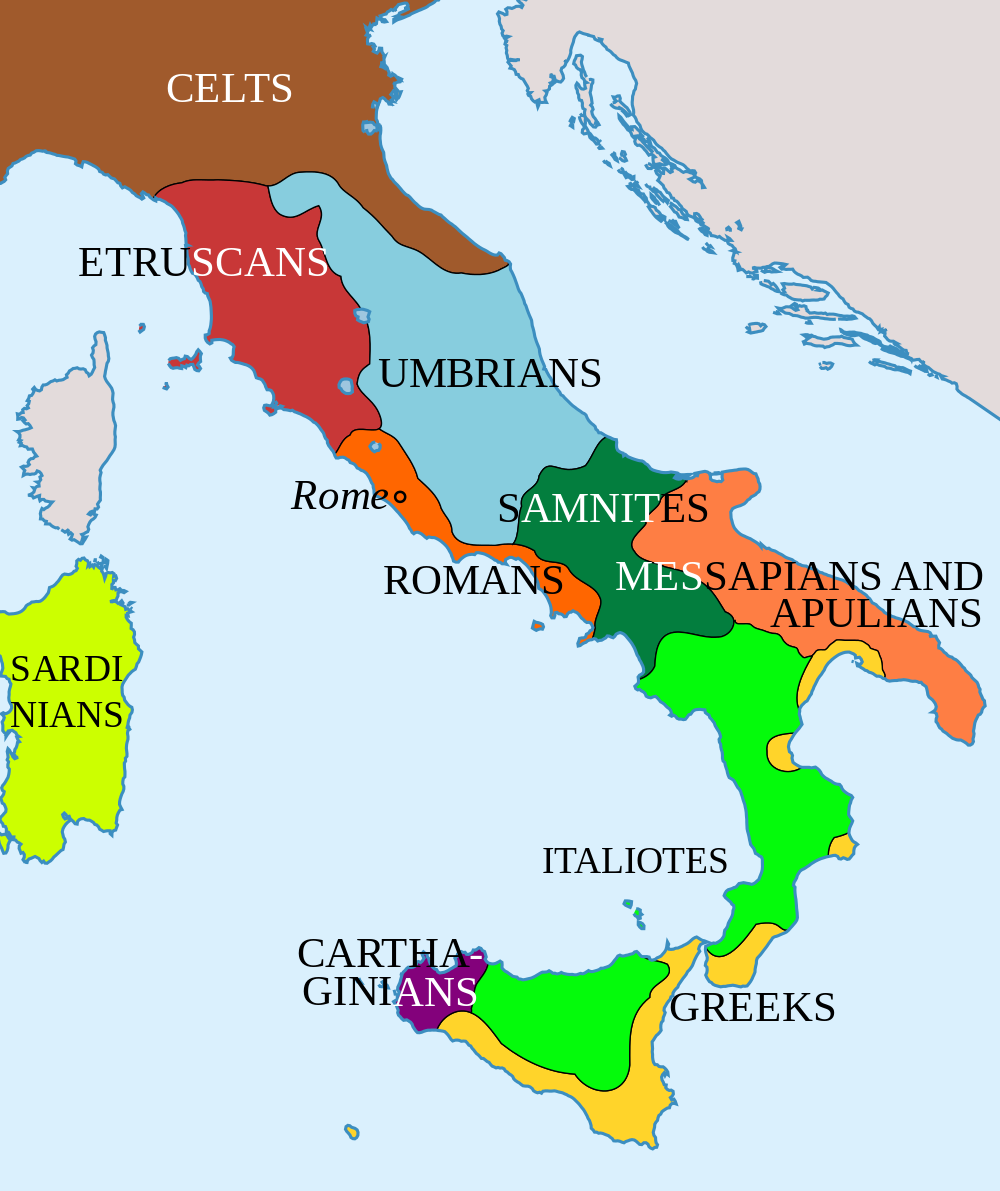 CELTS
ETRUSCANS
UMBRIANS
Rome
SAMNITES
ROMANS
MESSAPIANS AND
APULIANS
SARDI
NIANS
ITALIOTES
CARTHA-
GINIANS
GREEKS